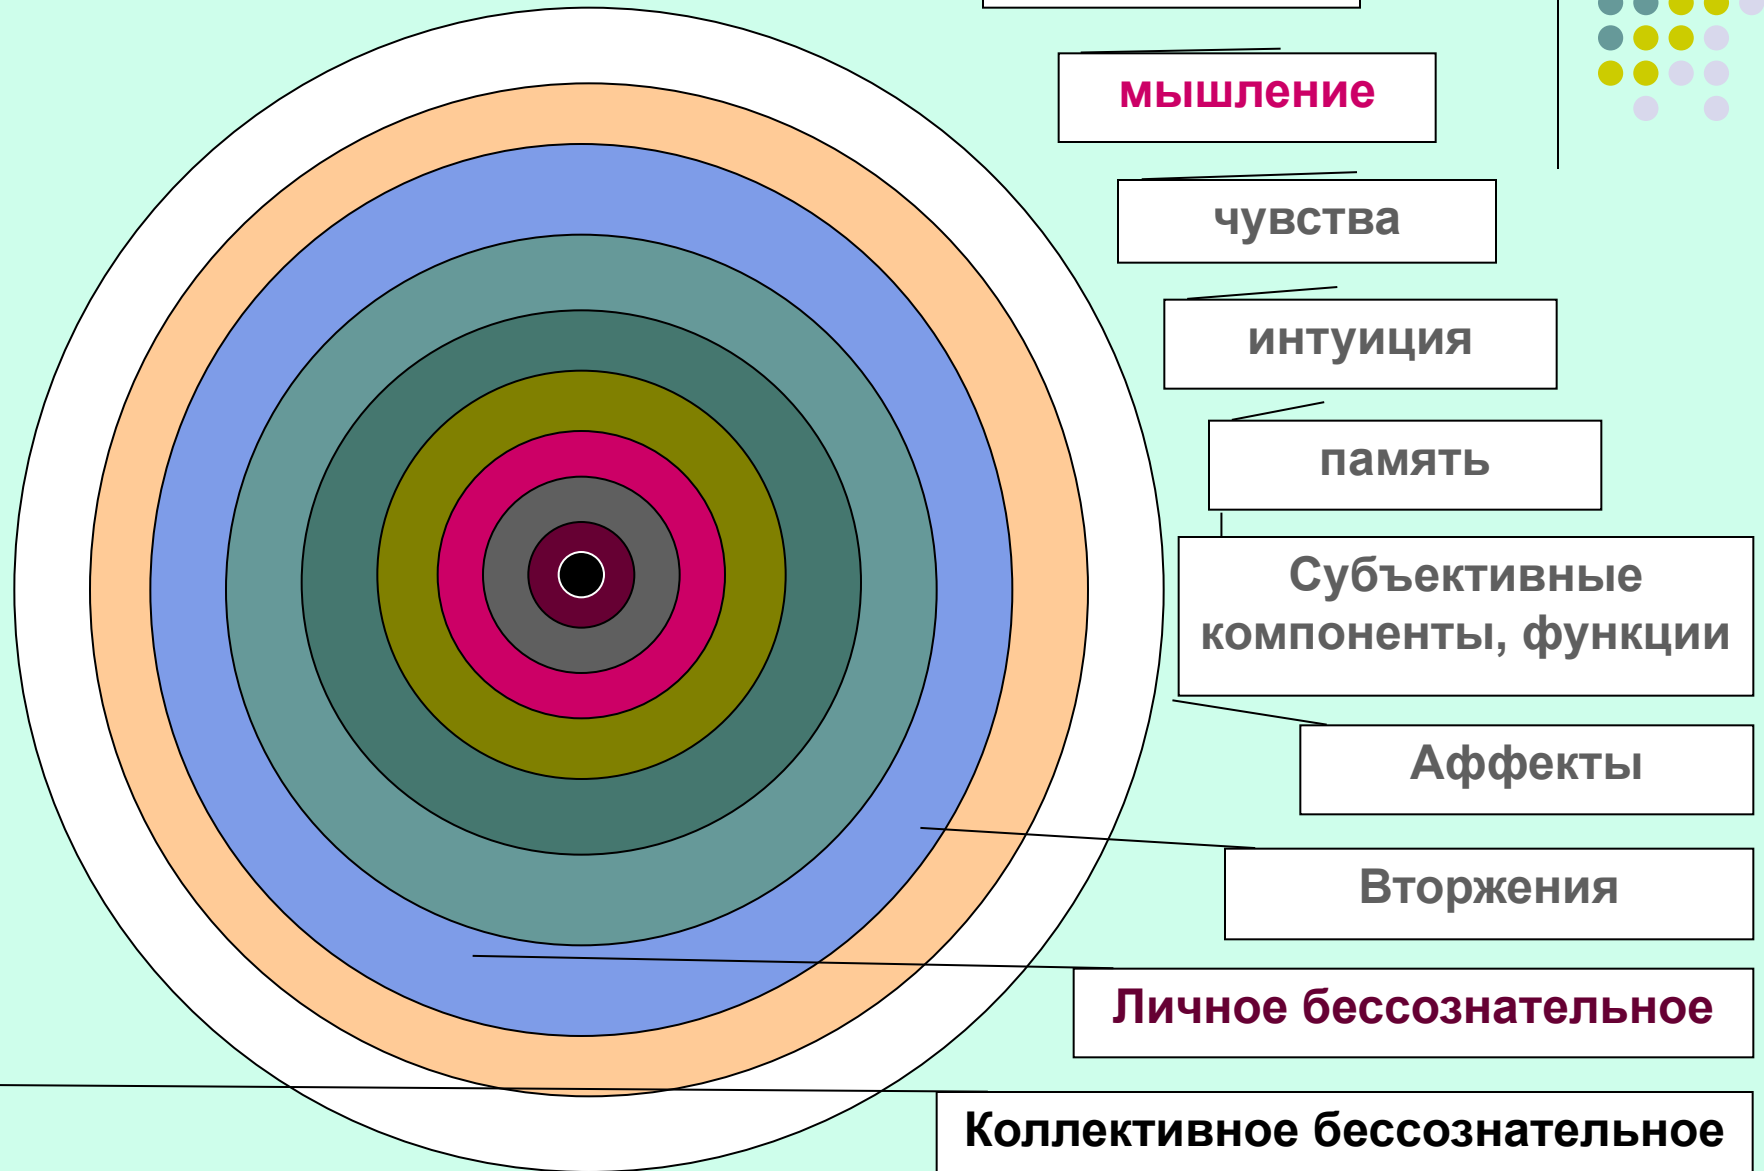 мышление
чувства
интуиция
память
Субъективные
компоненты, функции
Аффекты
Вторжения
Личное бессознательное
Коллективное бессознательное